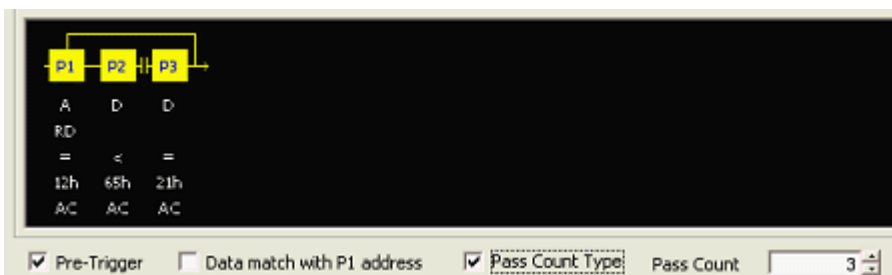 P1 P2 P3
A D D
RD
= < =
12h 65h 21h
AC AC AC
Pre-Trigger Data match with P1 address Pass Count Type Pass Count 3